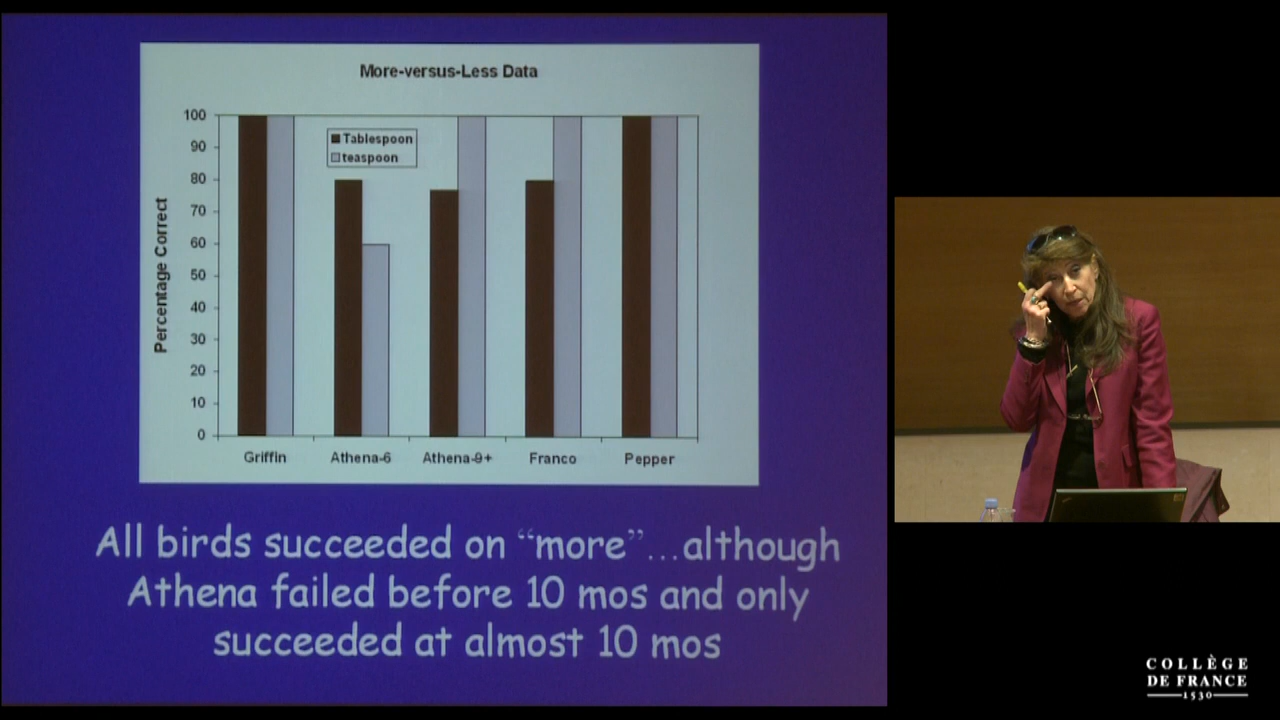 More-versus-Less Data
Percentage Correct
100
90
80
70
60
50
40
30
20
10
0
Tablespoon
teaspoon
Griffin
Athena-6
Athena-9+
Franco
Pepper
All birds succeeded on “more”...although
Athena failed before 10 mos and only
succeeded at almost 10 mos
COLLÈGE
DE FRANCE
1530